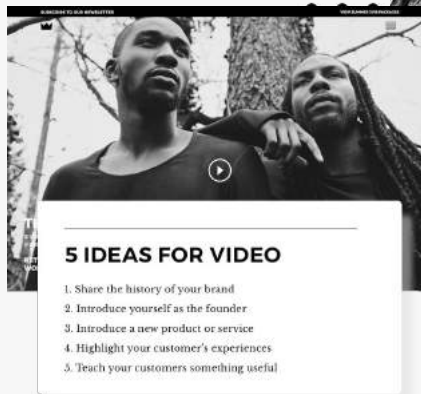 SUBSCRIBE TO OUR NEWSLETTER
5 IDEAS FOR VIDEO
1. Share the history of your brand
2. Introduce yourself as the founder
3. Introduce a new product or service
4. Highlight your customer's experiences
5. Teach your customers something useful